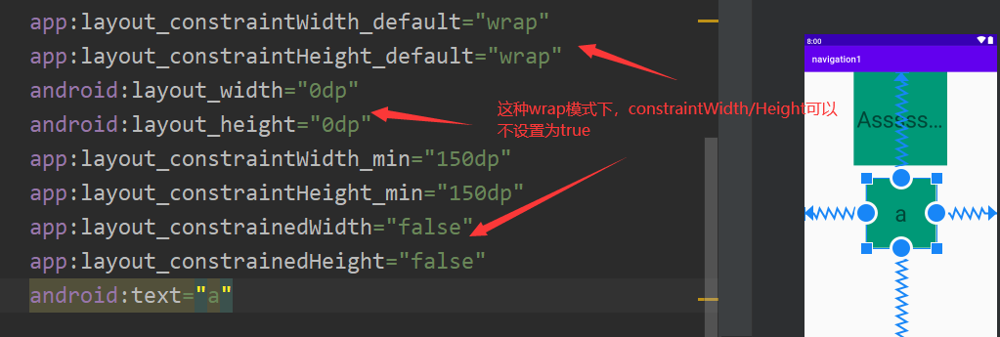 app:layout_constraintWidth_default="wrap"
app:layout_constraintHeight_default="wrap"
android:layout_width="0dp"
android:layout_height="0dp"
这种wrap模式下，constraintWidth/Height可以
不设置为true
app:layout_constraintWidth_min="150dp"
app:layout_constraintHeight_min="150dp"
app:layout_constrainedWidth="false"
app:layout_constrainedHeight="false"
android:text="a"
8:00
navigation1
Asssss...
a